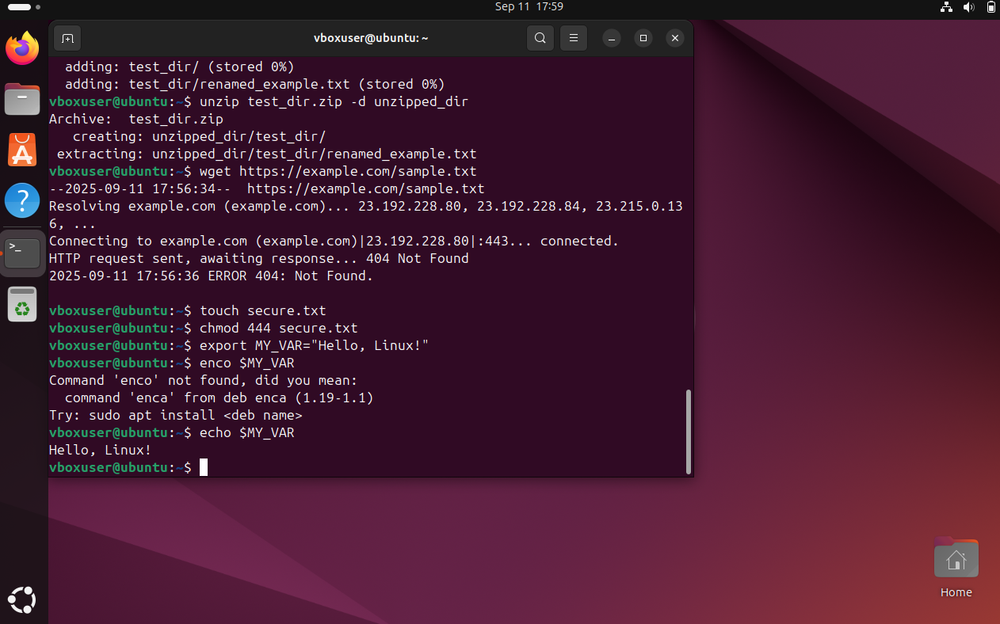 Sep 11 17:59
vboxuser@ubuntu: ~
adding: test_dir/ (stored 0%)
adding: test_dir/renamed_example.txt (stored 0%)
vboxuser@ubuntu:~$ unzip test_dir.zip -d unzipped_dir
Archive:  test_dir.zip
creating: unzipped_dir/test_dir/
extracting: unzipped_dir/test_dir/renamed_example.txt
vboxuser@ubuntu:~$ wget https://example.com/sample.txt
--2025-09-11 17:56:34--  https://example.com/sample.txt
Resolving example.com (example.com)... 23.192.228.80, 23.192.228.84, 23.215.0.13
6, ...
Connecting to example.com (example.com)|23.192.228.80|:443... connected.
HTTP request sent, awaiting response... 404 Not Found
2025-09-11 17:56:36 ERROR 404: Not Found.
vboxuser@ubuntu:~$ touch secure.txt
vboxuser@ubuntu:~$ chmod 444 secure.txt
vboxuser@ubuntu:~$ export MY_VAR="Hello, Linux!"
vboxuser@ubuntu:~$ enco $MY_VAR
Command 'enco' not found, did you mean:
command 'enca' from deb enca (1.19-1.1)
Try: sudo apt install <deb name>
vboxuser@ubuntu:~$ echo $MY_VAR
Hello, Linux!
vboxuser@ubuntu:~$
Home